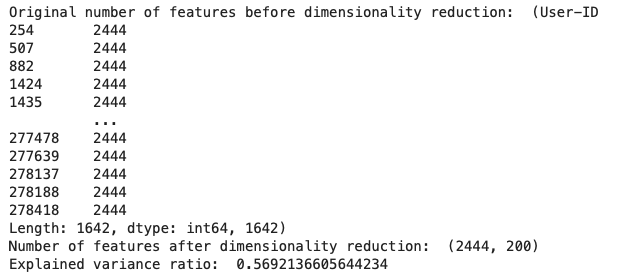 Original number of features before dimensionality reduction:  (User-ID
254       2444
507       2444
882       2444
1424      2444
1435      2444
          ...
277478    2444
277639    2444
278137    2444
278188    2444
278418    2444
Length: 1642, dtype: int64, 1642)
Number of features after dimensionality reduction:  (2444, 200)
Explained variance ratio:  0.5692136605644234